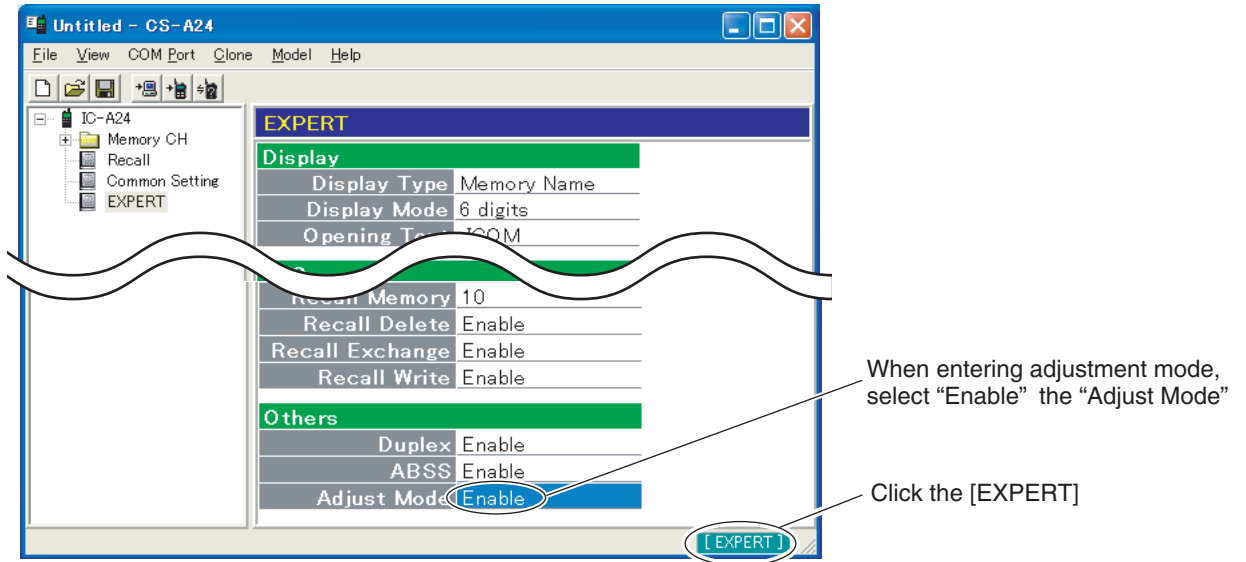 Untitled - CS-A24
File View COM Port Clone Model Help
IC-A24
Memory CH
Recall
Common Setting
EXPERT
EXPERT
Display
Display Type Memory Name
Display Mode 6 digits
Opening Text ICOM
Recall Memory 10
Recall Delete Enable
Recall Exchange Enable
Recall Write Enable
Others
Duplex Enable
ABSS Enable
Adjust Mode Enable
[ EXPERT ]
When entering adjustment mode,
select “Enable” the “Adjust Mode”
Click the [EXPERT]